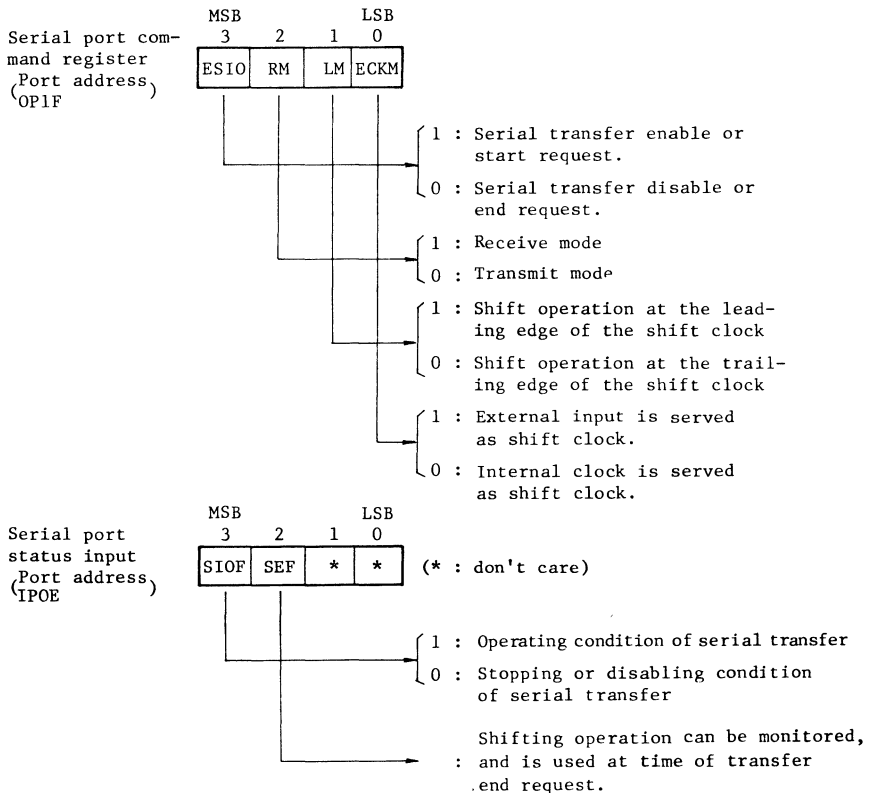 MSB LSB
Serial port com- 3 2 1 0
mand register
(Port address) ESIO RM LM ECKM
OP1F
1 : Serial transfer enable or
start request.
0 : Serial transfer disable or
end request.
1 : Receive mode
0 : Transmit mode
1 : Shift operation at the lead-
ing edge of the shift clock
0 : Shift operation at the trail-
ing edge of the shift clock
1 : External input is served
as shift clock.
0 : Internal clock is served
as shift clock.
MSB LSB
Serial port 3 2 1 0
status input
(Port address) SIOF SEF * * (* : don't care)
IP0E
1 : Operating condition of serial transfer
0 : Stopping or disabling condition
of serial transfer
Shifting operation can be monitored,
: and is used at time of transfer
end request.